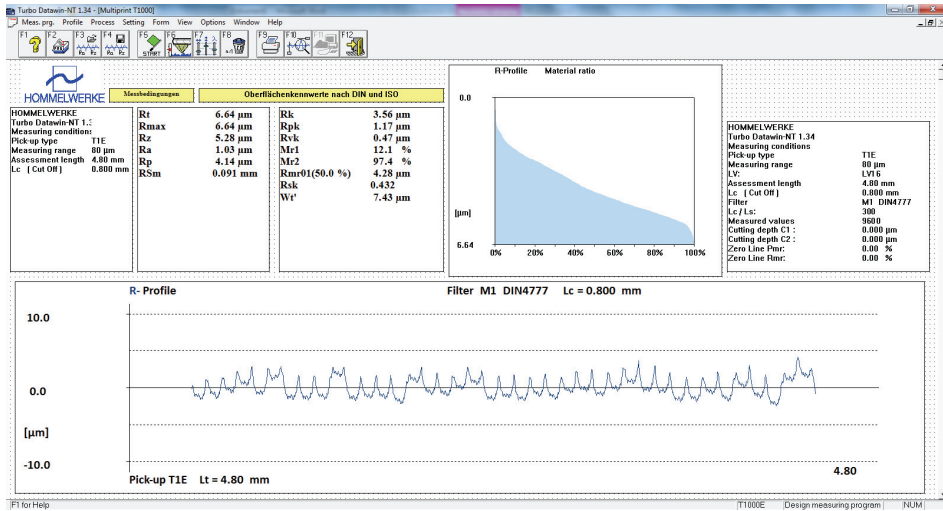 Turbo Datawin-NT 1.34 - [Multiprint T1000]
Meas. prg. Profile Process Setting Form View Options Window Help
F1 F2 F3 F4 F5 F6 F7 F8 F9 F10 F11 F12
START
HOMMELWERKE
Messbedingungen
Oberflächenkennwerte nach DIN und ISO
HOMMELWERKE
Turbo Datawin-NT 1.:
Measuring condition:
Pick-up type T1E
Measuring range 80 µm
Assessment length 4.80 mm
Lc [ Cut Off ] 0.800 mm
Rt 6.64 µm
Rmax 6.64 µm
Rz 5.28 µm
Ra 1.03 µm
Rp 4.14 µm
RSm 0.091 mm
Rk 3.56 µm
Rpk 1.17 µm
Rvk 0.47 µm
Mr1 12.1 %
Mr2 97.4 %
Rmr01(50.0 %) 4.28 µm
Rsk 0.432
Wt' 7.43 µm
R-Profile Material ratio
0.0
[µm]
6.64
0% 20% 40% 60% 80% 100%
HOMMELWERKE
Turbo Datawin-NT 1.34
Measuring conditions
Pick-up type T1E
Measuring range 80 µm
LV: LV16
Assessment length 4.80 mm
Lc [ Cut Off ] 0.800 mm
Filter M1 DIN4777
Lc / Ls: 300
Measured values 9600
Cutting depth C1 : 0.000 µm
Cutting depth C2 : 0.000 µm
Zero Line Pmr: 0.00 %
Zero Line Rmr: 0.00 %
R- Profile Filter M1 DIN4777 Lc = 0.800 mm
10.0
0.0
[µm]
-10.0
4.80
Pick-up T1E Lt = 4.80 mm
F1 for Help T1000E Design measuring program NUM